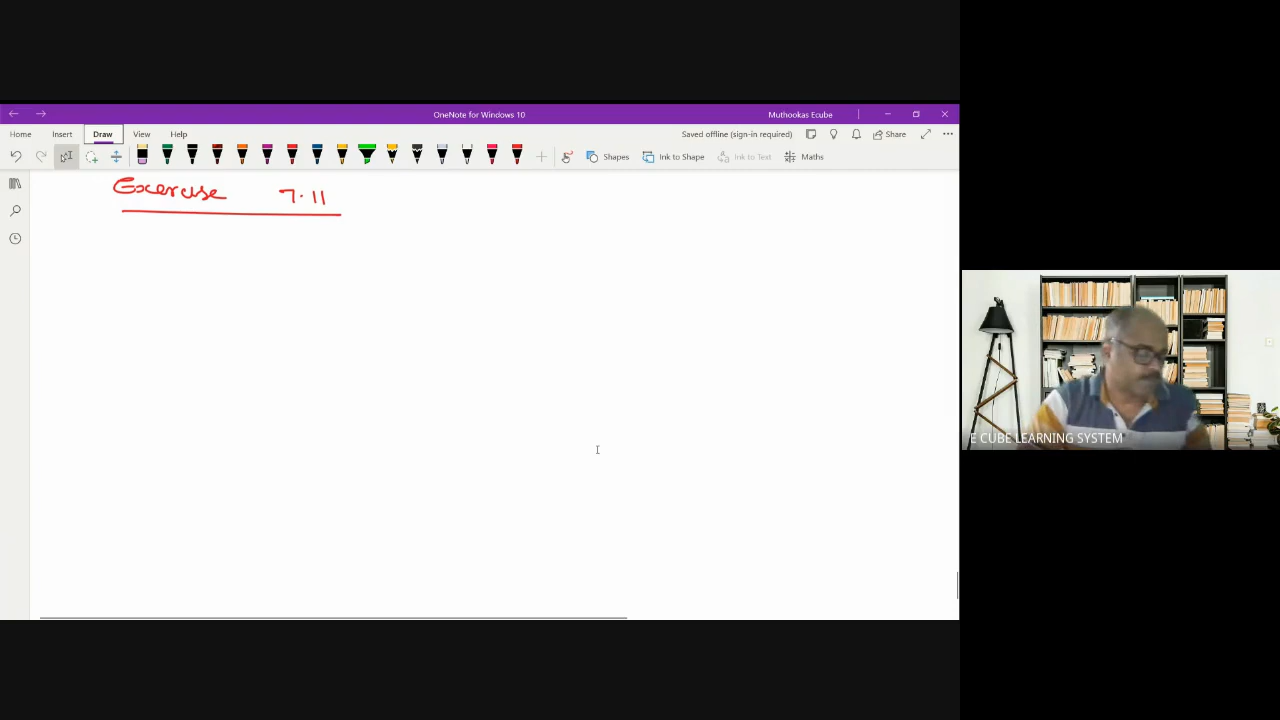 OneNote for Windows 10
Muthookas Ecube
Home Insert Draw View Help
Saved offline (sign-in required) Share
Shapes Ink to Shape Ink to Text Maths
Exercise 7.11
E CUBE LEARNING SYSTEM